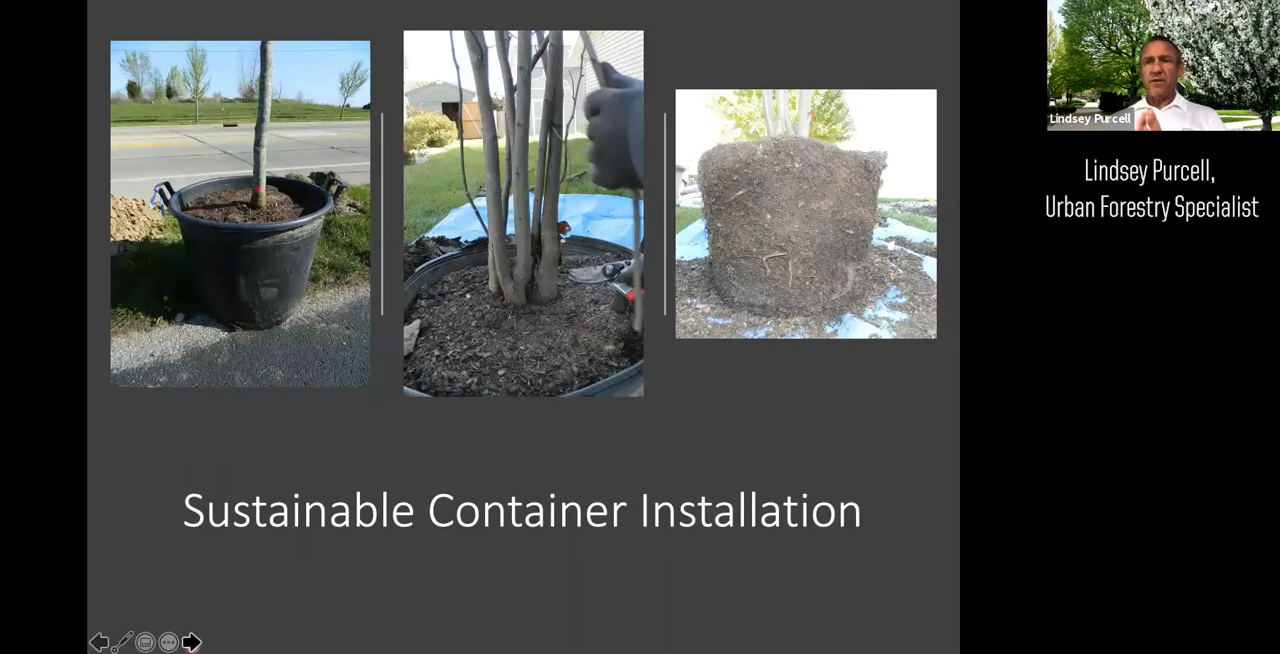 Lindsey Purcell
Lindsey Purcell,
Urban Forestry Specialist
Sustainable Container Installation